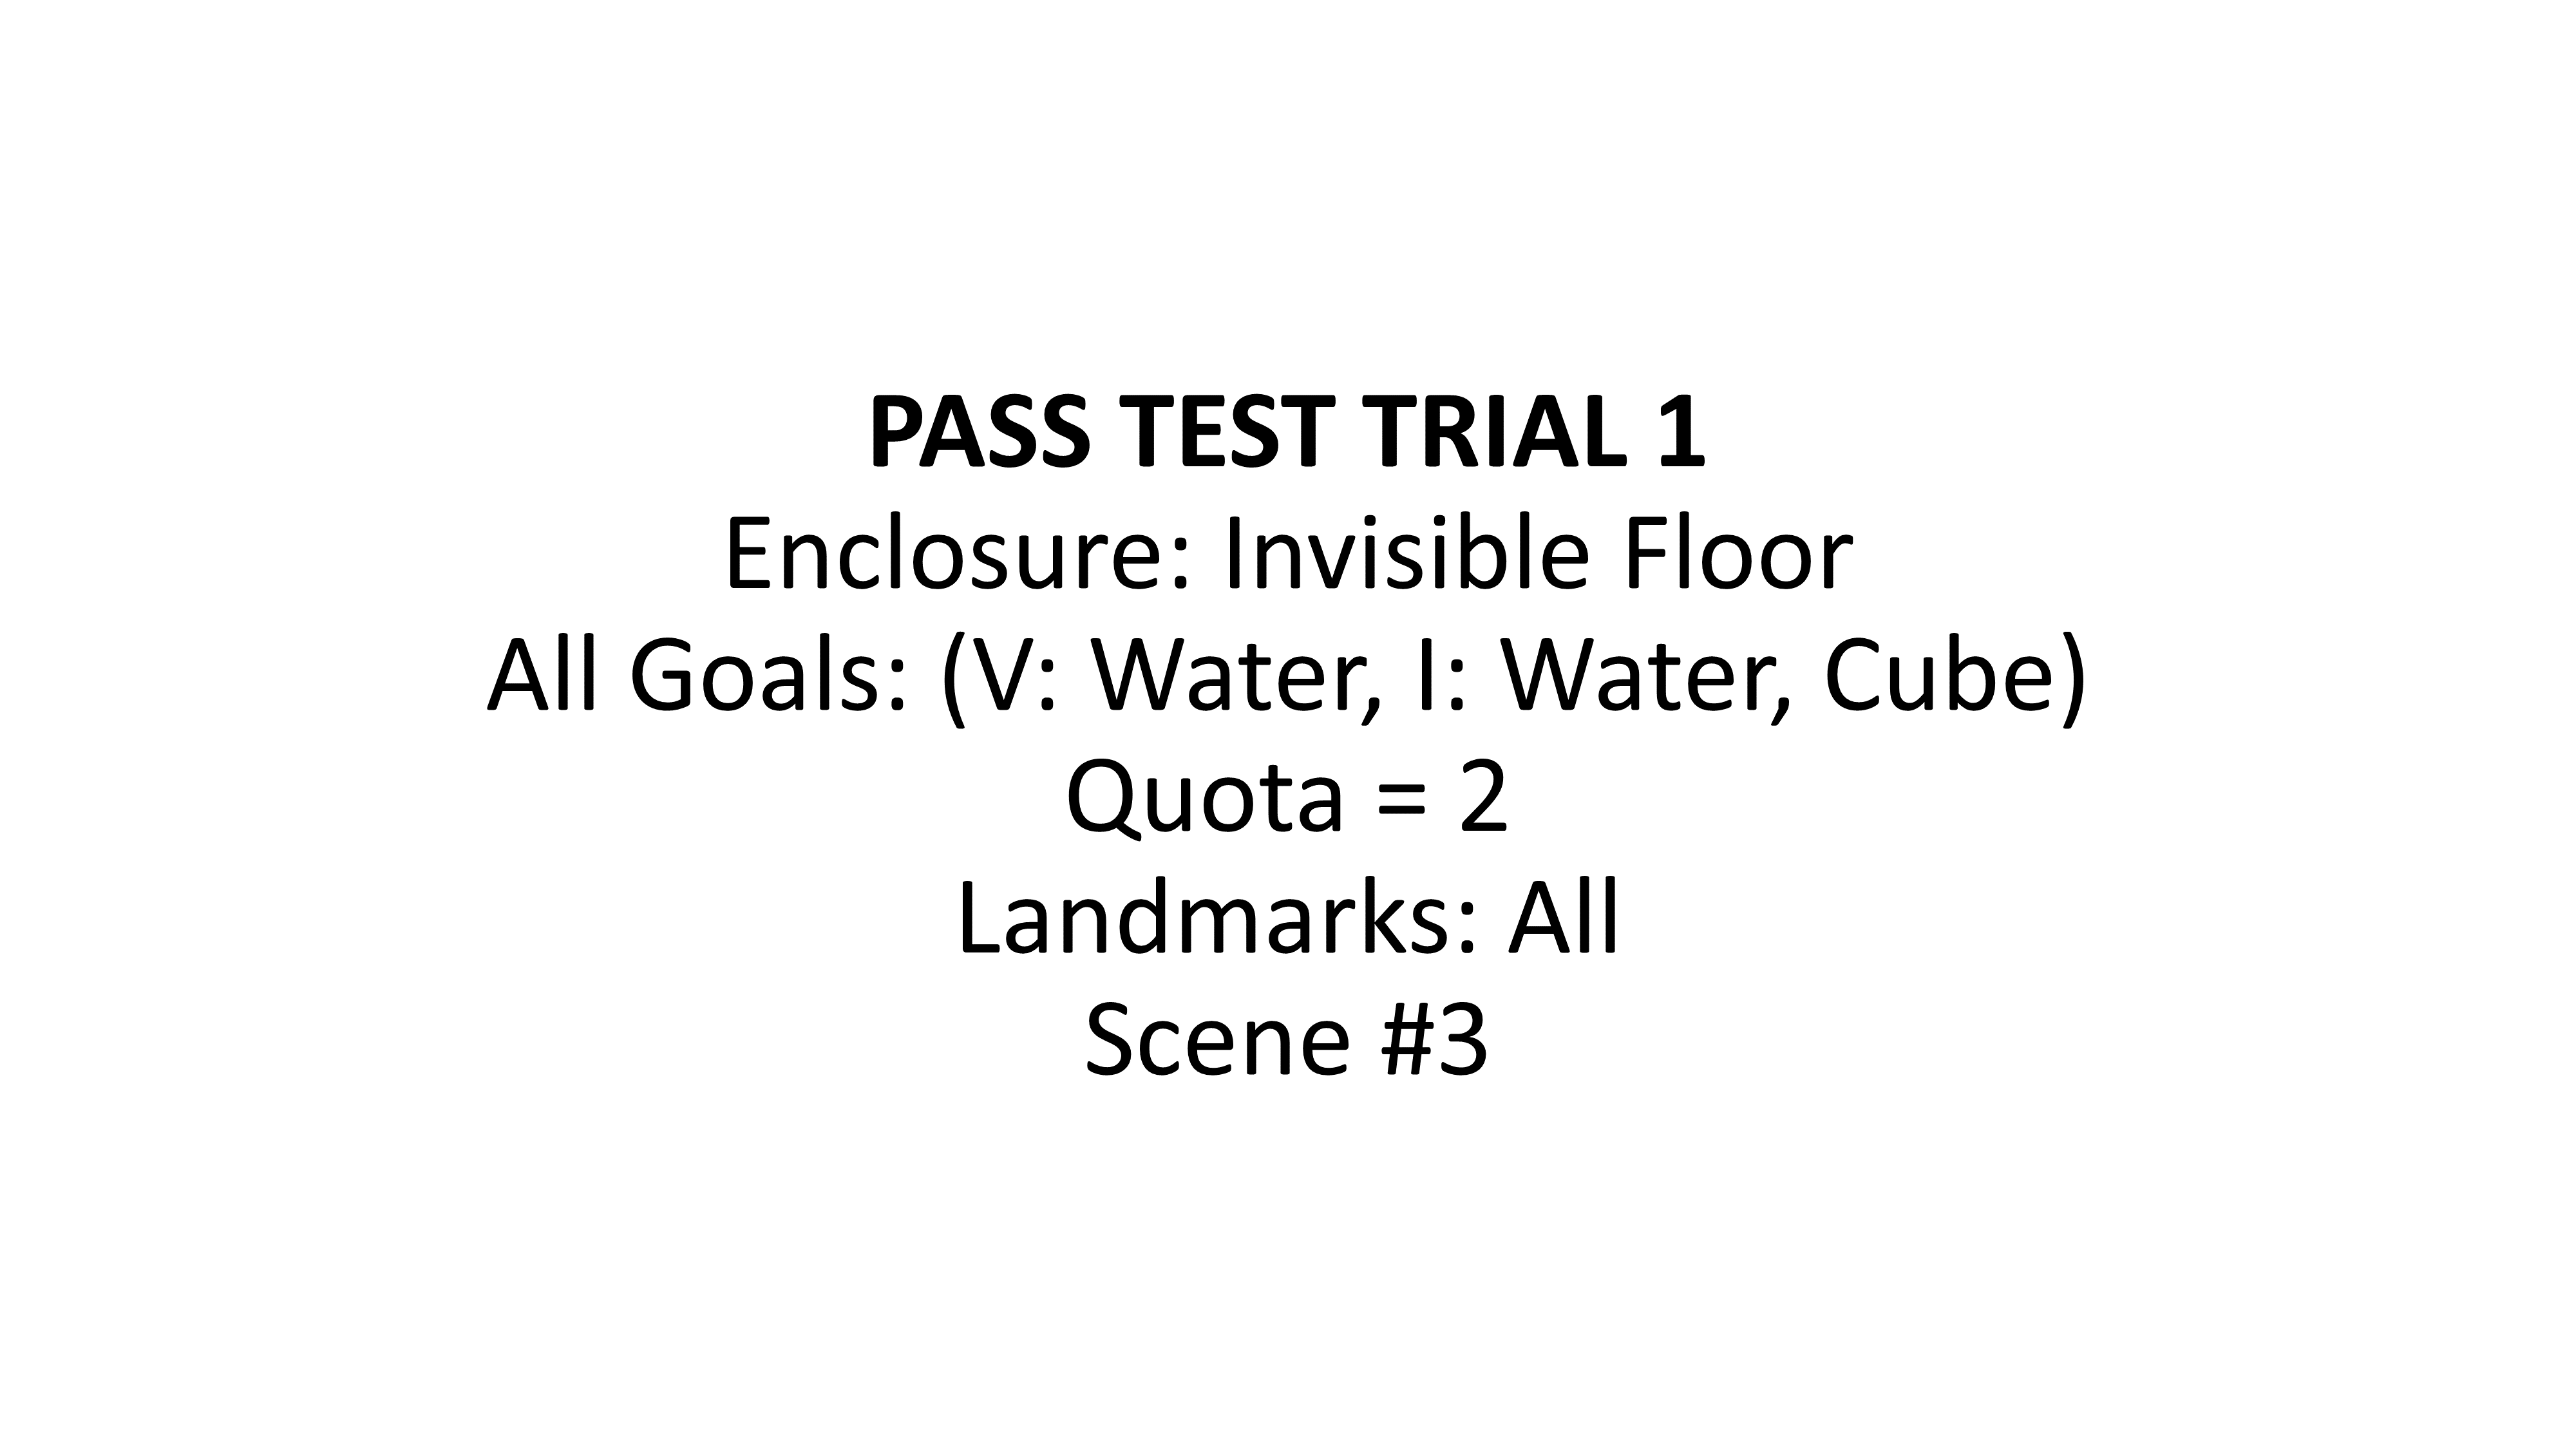 PASS TEST TRIAL 1
Enclosure: Invisible Floor
All Goals: (V: Water, I: Water, Cube)
Quota = 2
Landmarks: All
Scene #3